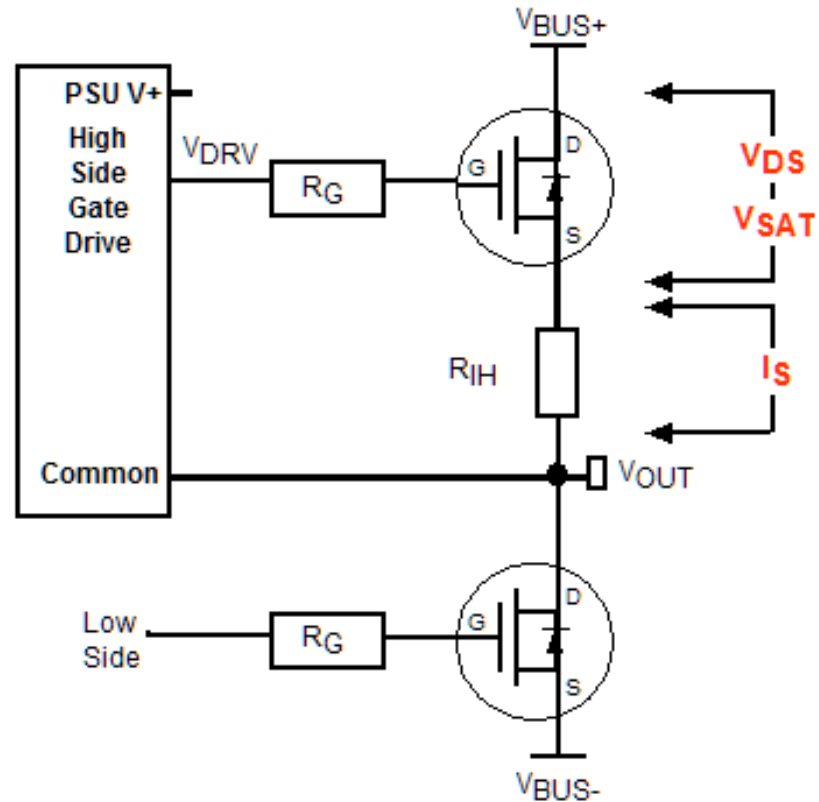 VBUS+
PSU V+
High
Side
Gate
Drive
VDRV
RG
G
D
S
VDS
VSAT
RIH
IS
Common
VOUT
Low
Side
RG
G
D
S
VBUS-